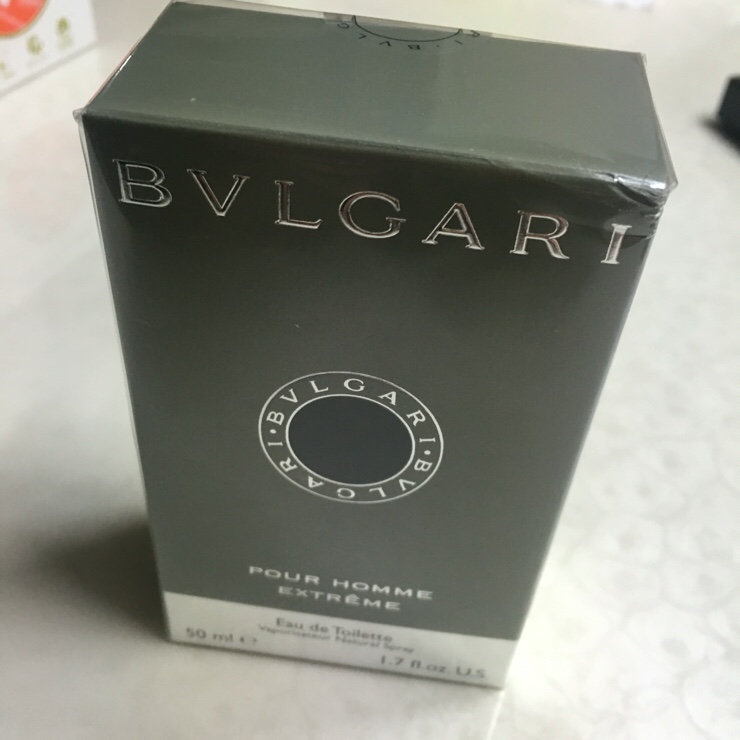 BVLGARI
BVLGARI • BVLGARI •
POUR HOMME
EXTRÊME
Eau de Toilette
Vaporisateur Natural Spray
50 ml ℮ 1.7 fl.oz. U.S.